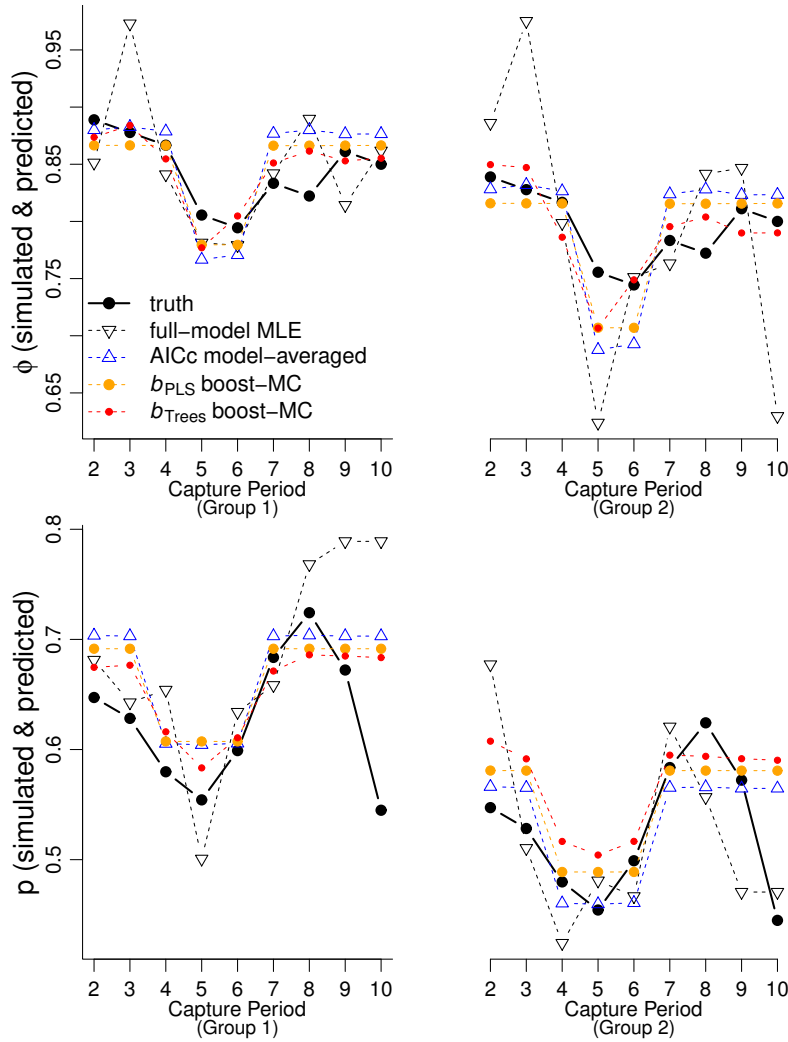 ϕ (simulated & predicted)
0.95
0.85
0.75
0.65
truth
full−model MLE
AICc model−averaged
bPLS boost−MC
bTrees boost−MC
2 3 4 5 6 7 8 9 10
Capture Period
(Group 1)
2 3 4 5 6 7 8 9 10
Capture Period
(Group 2)
p (simulated & predicted)
0.8
0.7
0.6
0.5
2 3 4 5 6 7 8 9 10
Capture Period
(Group 1)
2 3 4 5 6 7 8 9 10
Capture Period
(Group 2)